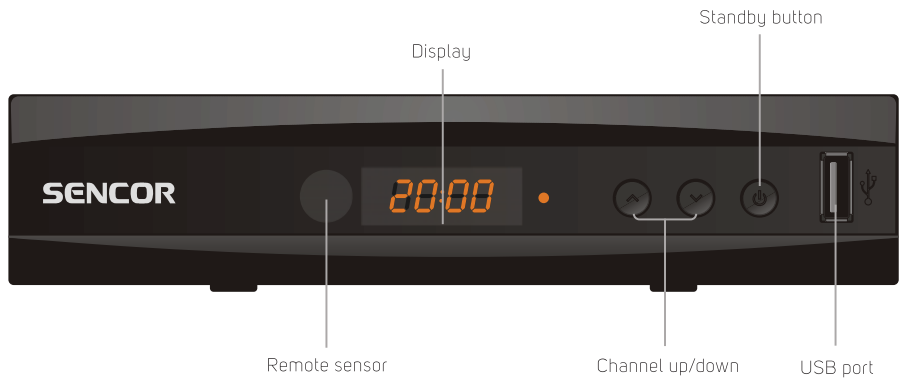 Standby button
Display
SENCOR
20:00
Remote sensor
Channel up/down
USB port